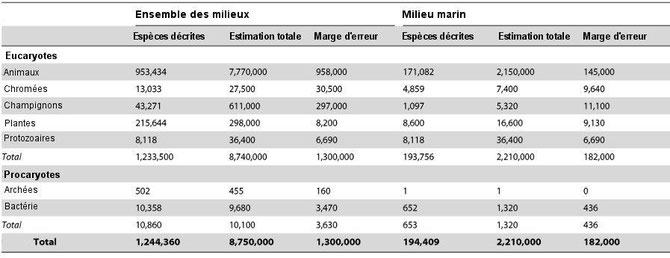 Ensemble des milieux Milieu marin
Espèces décrites Estimation totale Marge d'erreur Espèces décrites Estimation totale Marge d'erreur
Eucaryotes
Animaux 953,434 7,770,000 958,000 171,082 2,150,000 145,000
Chromées 13,033 27,500 30,500 4,859 7,400 9,640
Champignons 43,271 611,000 297,000 1,097 5,320 11,100
Plantes 215,644 298,000 8,200 8,600 16,600 9,130
Protozoaires 8,118 36,400 6,690 8,118 36,400 6,690
Total 1,233,500 8,740,000 1,300,000 193,756 2,210,000 182,000
Procaryotes
Archées 502 455 160 1 1 0
Bactérie 10,358 9,680 3,470 652 1,320 436
Total 10,860 10,100 3,630 653 1,320 436
Total 1,244,360 8,750,000 1,300,000 194,409 2,210,000 182,000